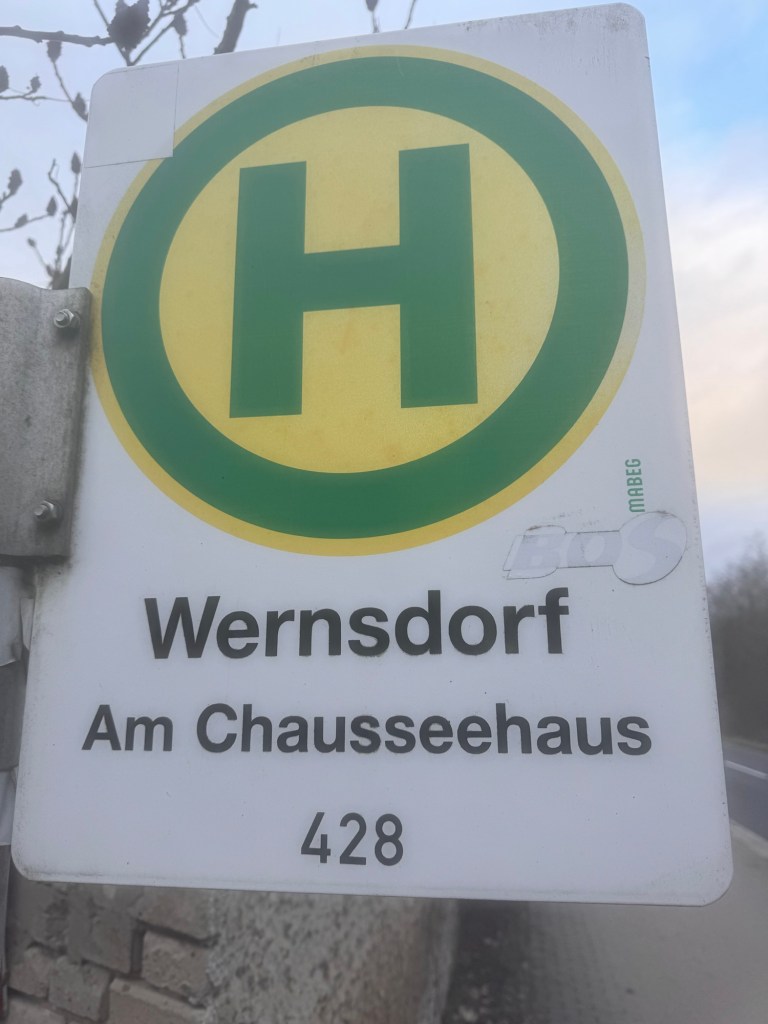 H
MABEG
BOS
Wernsdorf
Am Chausseehaus
428